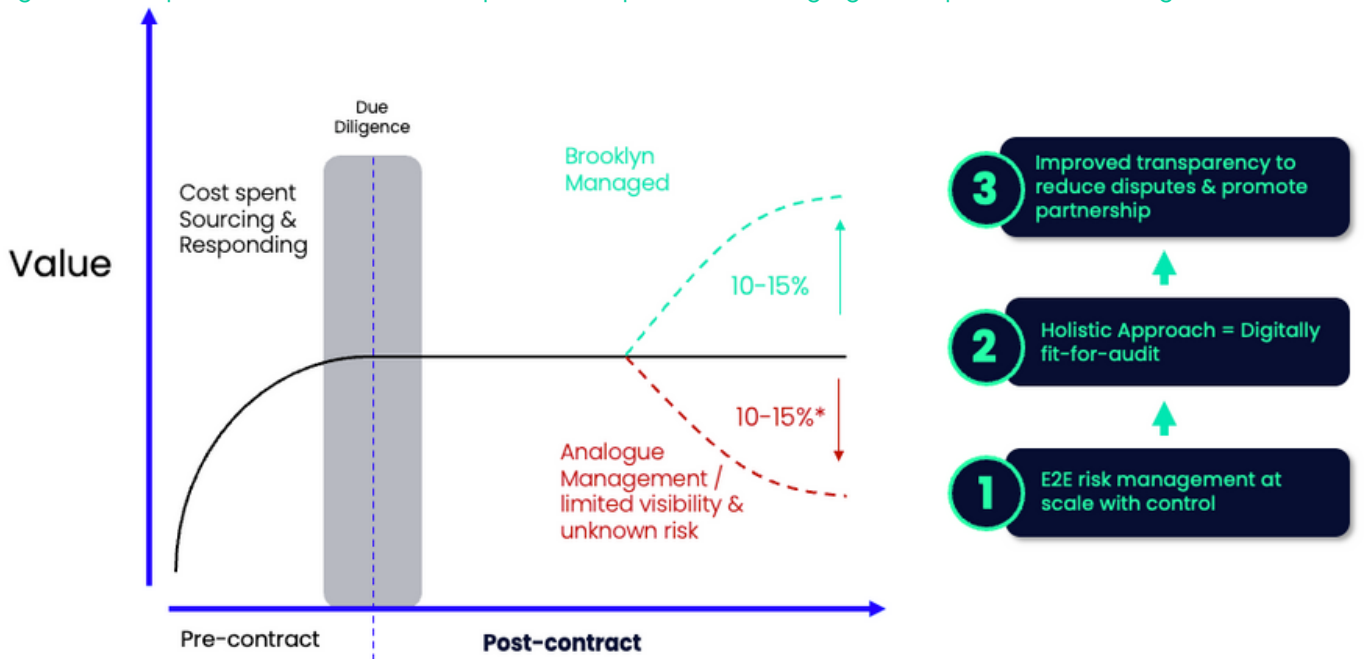 Due
Diligence
Cost spent
Sourcing &
Responding
Value
Brooklyn
Managed
10-15%
10-15%*
Analogue
Management /
limited visibility &
unknown risk
Pre-contract
Post-contract
3
Improved transparency to
reduce disputes & promote
partnership
2
Holistic Approach = Digitally
fit-for-audit
1
E2E risk management at
scale with control